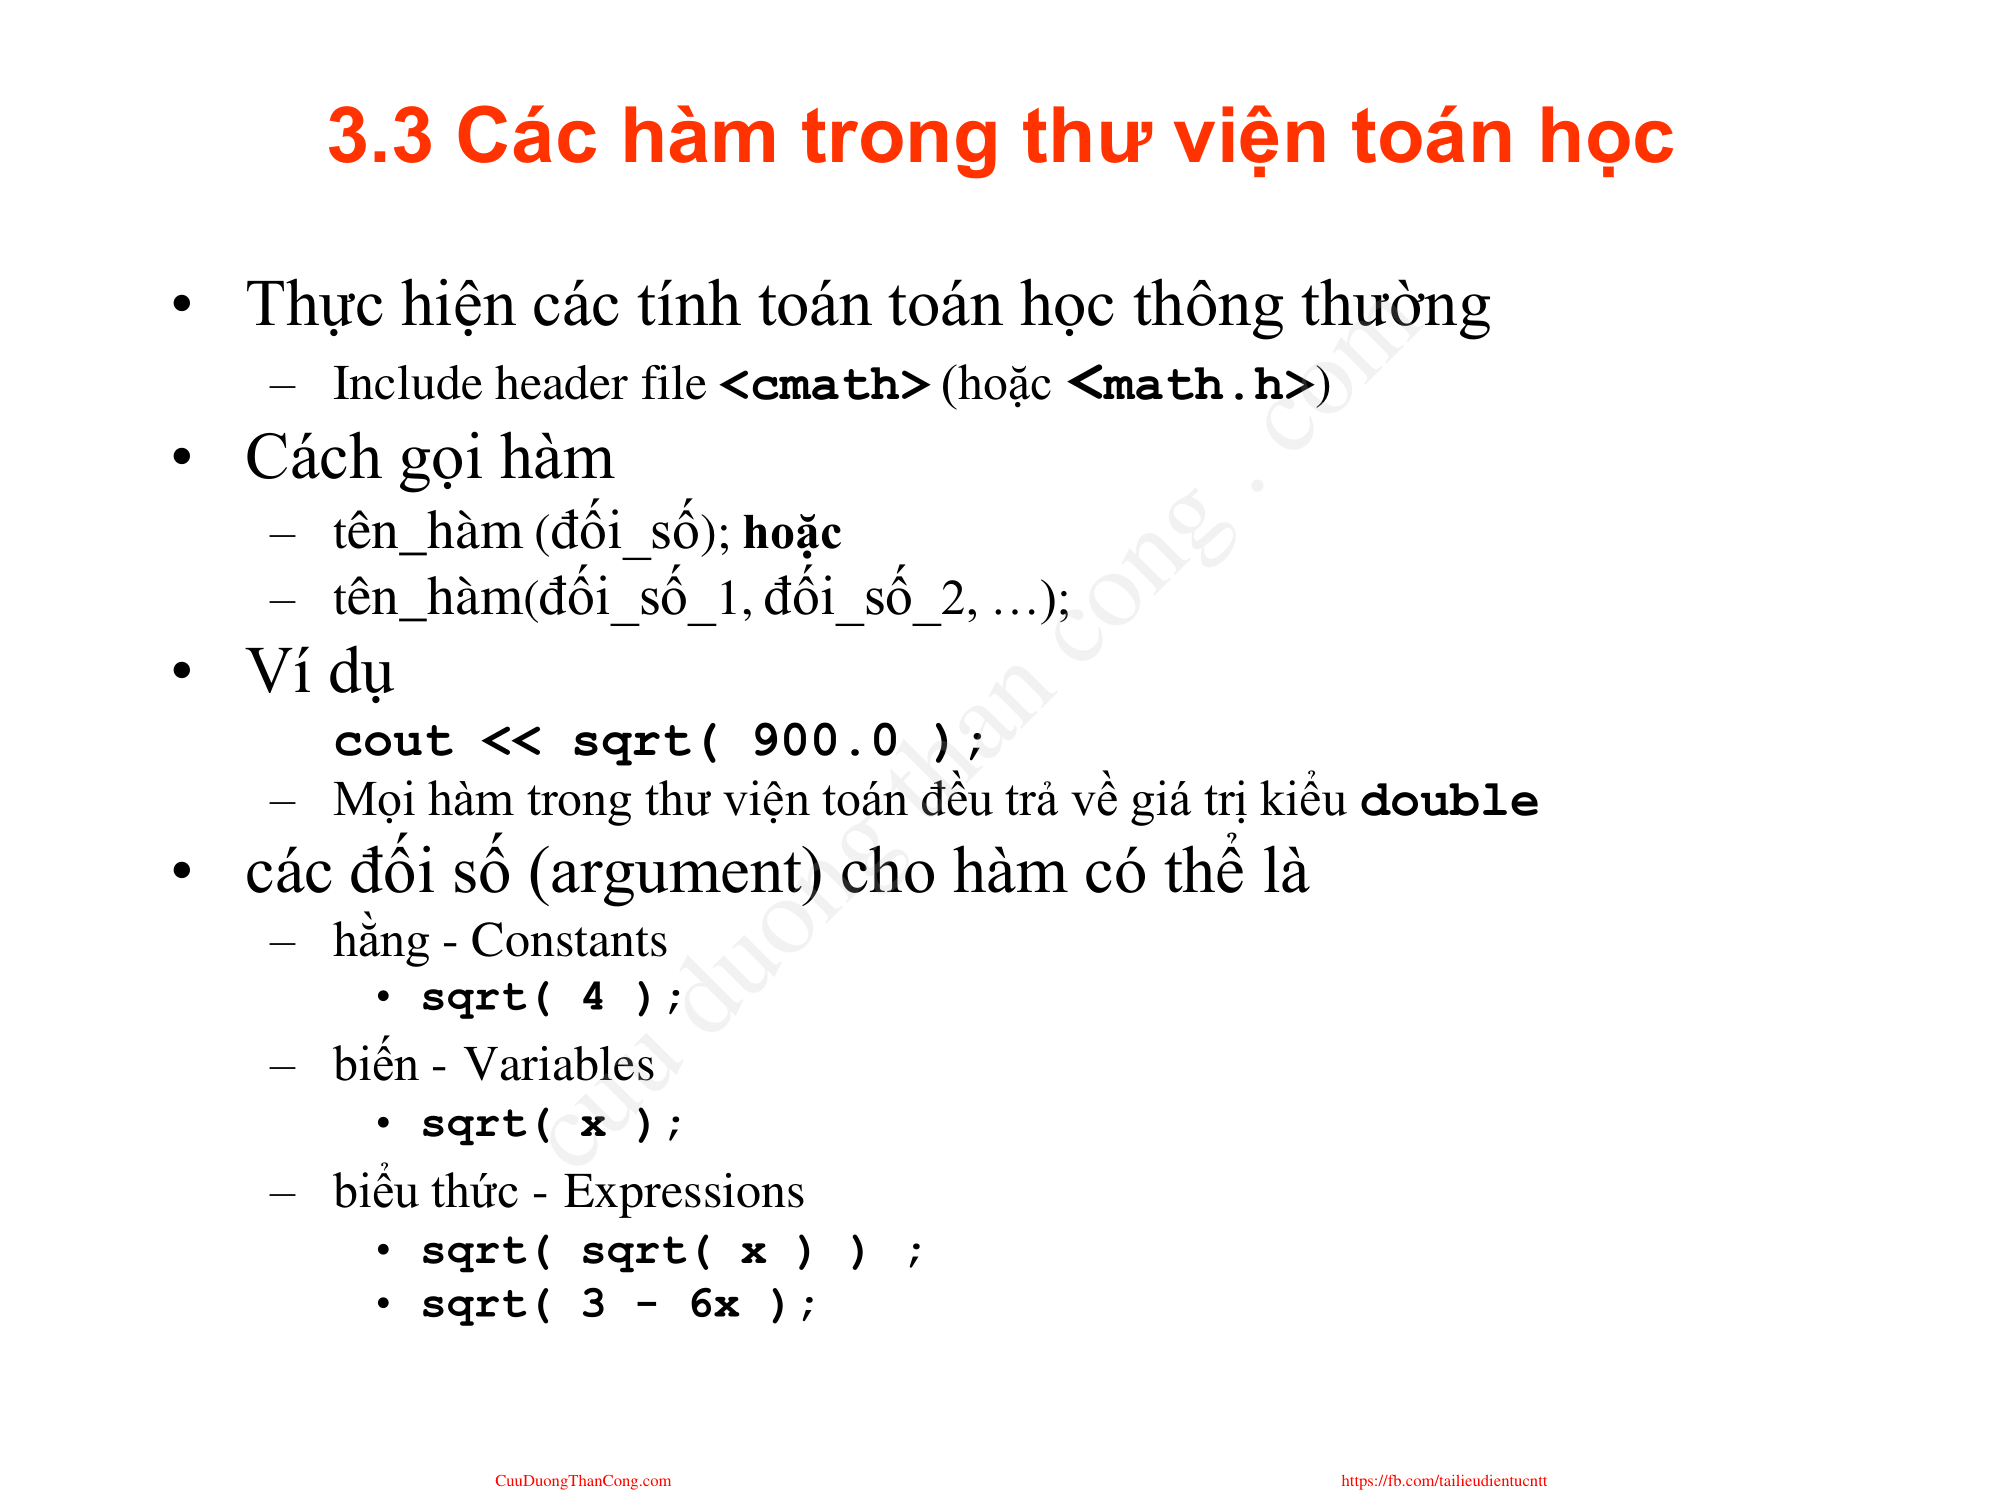 3.3 Các hàm trong thư viện toán học
• Thực hiện các tính toán toán học thông thường
– Include header file <cmath> (hoặc <math.h>)
• Cách gọi hàm
– tên_hàm (đối_số); hoặc
– tên_hàm(đối_số_1, đối_số_2, …);
• Ví dụ
cout << sqrt( 900.0 );
– Mọi hàm trong thư viện toán đều trả về giá trị kiểu double
• các đối số (argument) cho hàm có thể là
– hằng - Constants
• sqrt( 4 );
– biến - Variables
• sqrt( x );
– biểu thức - Expressions
• sqrt( sqrt( x ) ) ;
• sqrt( 3 - 6x );
cuu duong than cong . com
CuuDuongThanCong.com
https://fb.com/tailieudientucntt